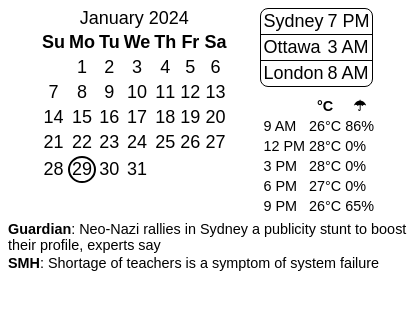 January 2024
Su Mo Tu We Th Fr Sa
1 2 3 4 5 6
7 8 9 10 11 12 13
14 15 16 17 18 19 20
21 22 23 24 25 26 27
28 29 30 31
Sydney 7 PM
Ottawa 3 AM
London 8 AM
°C ☂
9 AM 26°C 86%
12 PM 28°C 0%
3 PM 28°C 0%
6 PM 27°C 0%
9 PM 26°C 65%
Guardian: Neo-Nazi rallies in Sydney a publicity stunt to boost
their profile, experts say
SMH: Shortage of teachers is a symptom of system failure